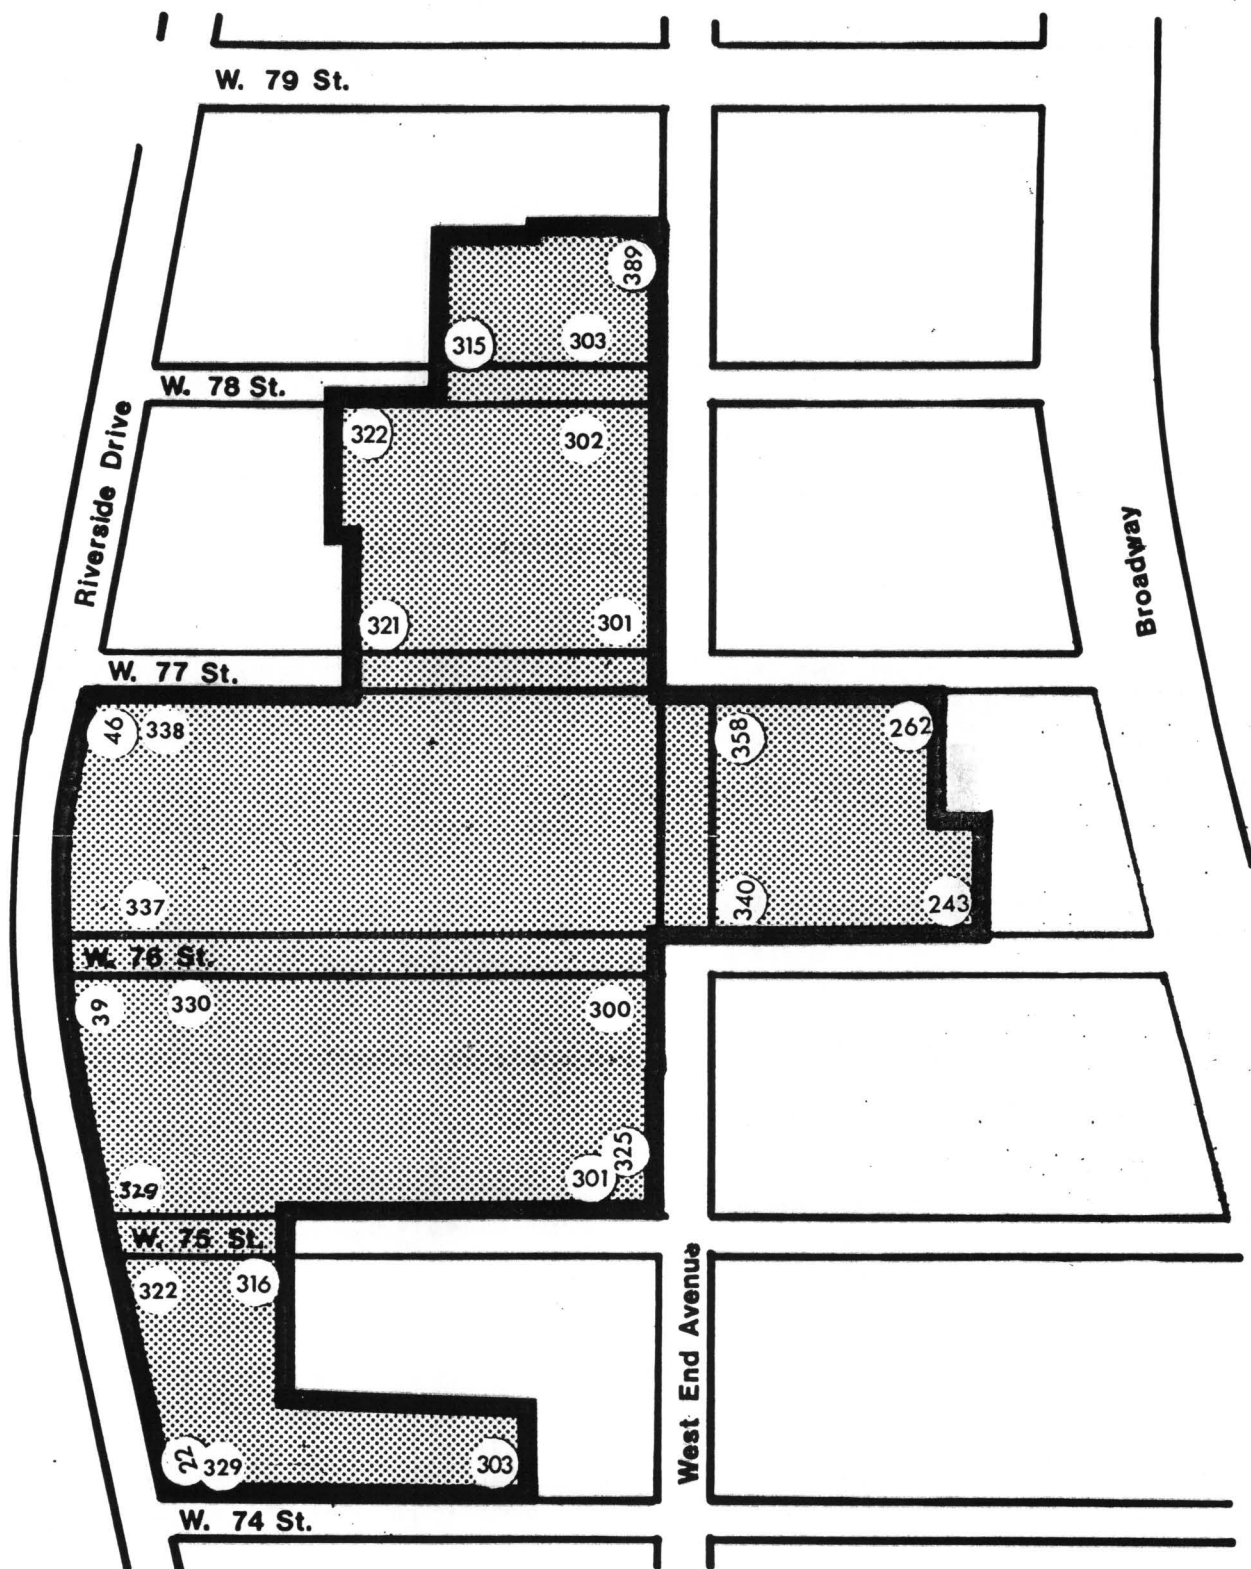 W. 79 St.
389
315
303
W. 78 St.
322
302
Riverside Drive
Broadway
321
301
W. 77 St.
46
338
358
262
337
340
243
W. 76 St.
39
330
300
325
301
329
W. 75 St.
322
316
West End Avenue
22
329
303
W. 74 St.